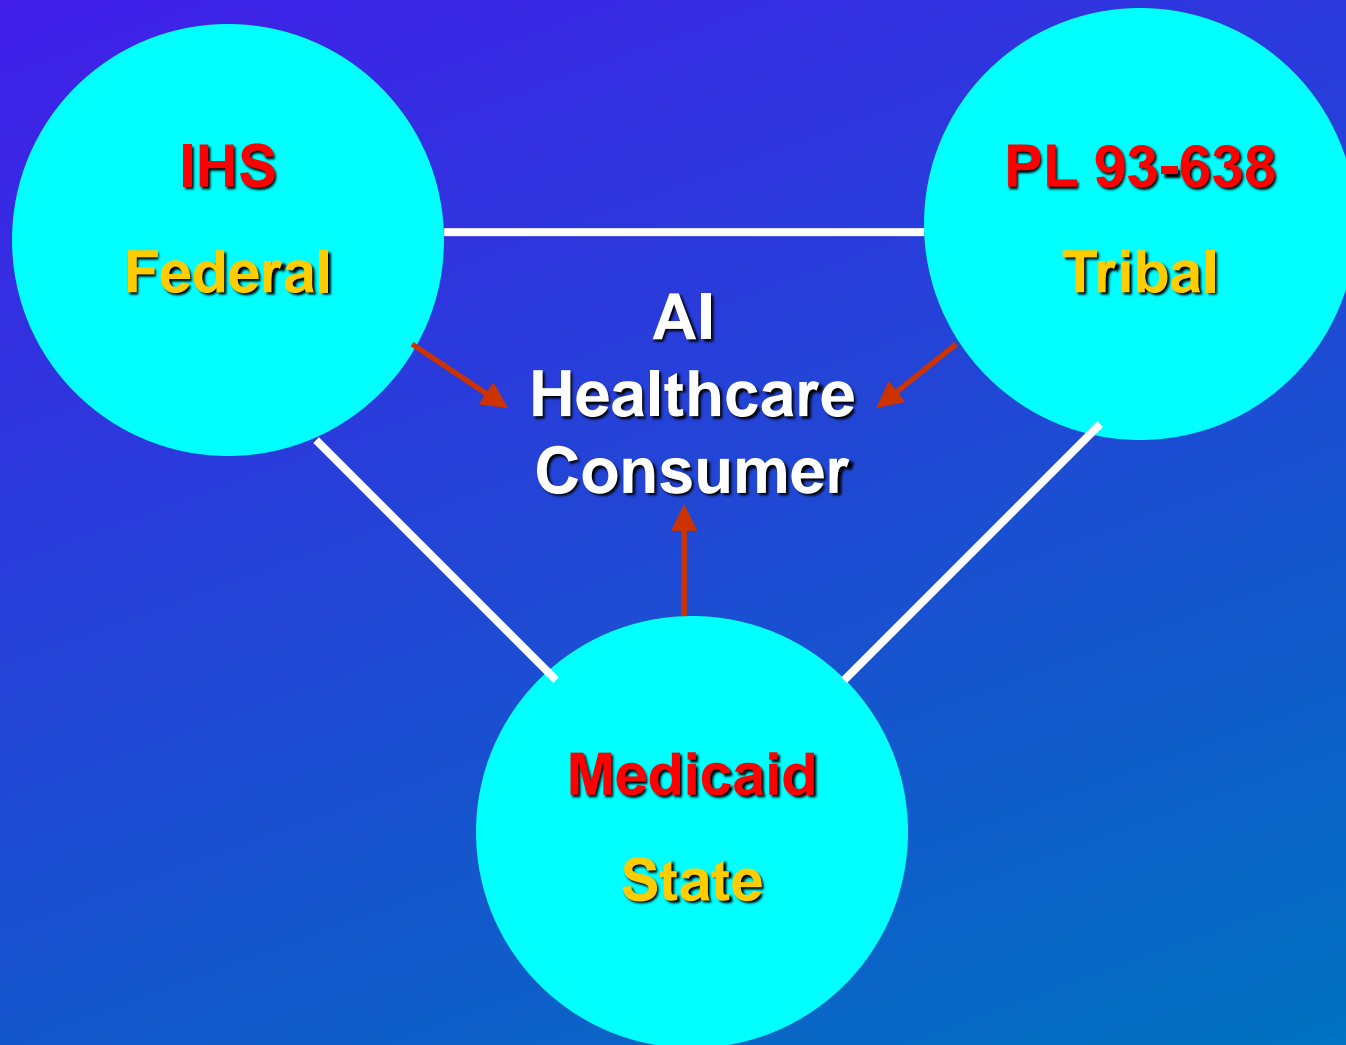 IHS
Federal
PL 93-638
Tribal
AI
Healthcare
Consumer
Medicaid
State